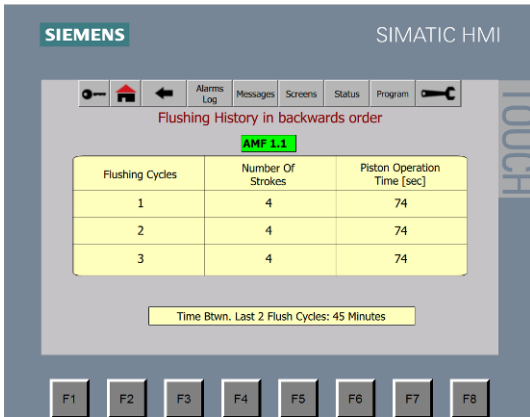 SIEMENS
SIMATIC HMI
TOUCH
Alarms Log
Messages
Screens
Status
Program
Flushing History in backwards order
AMF 1.1
Flushing Cycles
Number Of
Strokes
Piston Operation
Time [sec]
1 4 74
2 4 74
3 4 74
Time Btwn. Last 2 Flush Cycles: 45 Minutes
F1 F2 F3 F4 F5 F6 F7 F8